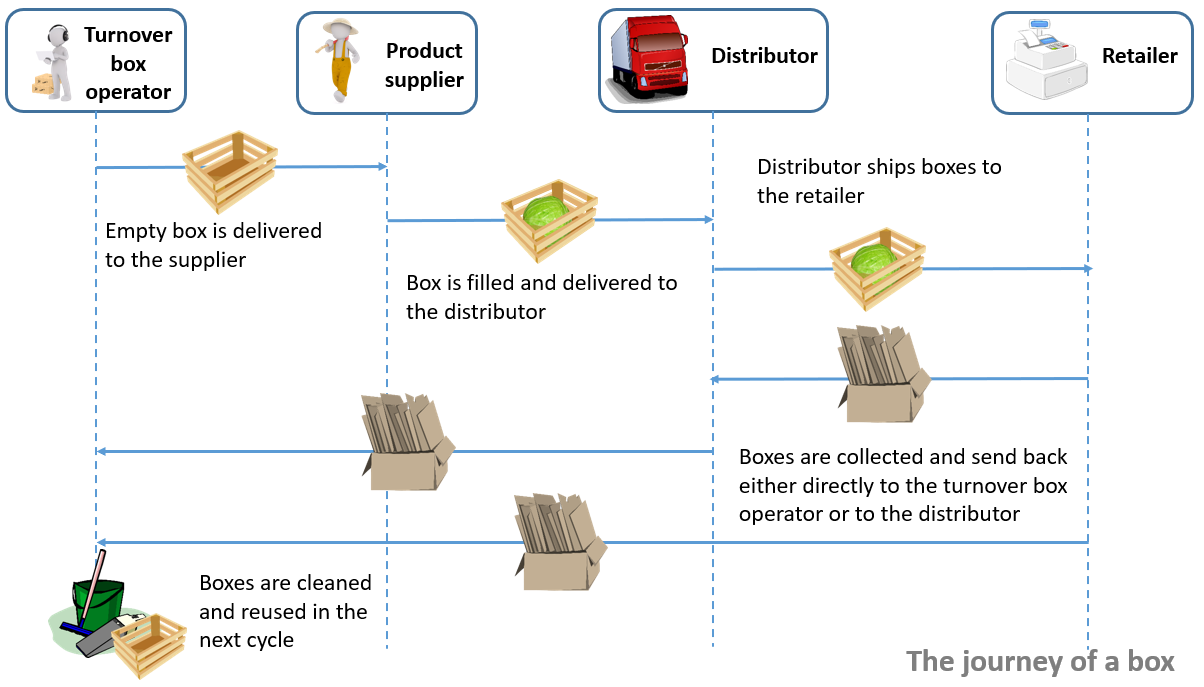 Turnover
box
operator
Product
supplier
Distributor
Retailer
Distributor ships boxes to
the retailer
Empty box is delivered
to the supplier
Box is filled and delivered to
the distributor
Boxes are collected and send back
either directly to the turnover box
operator or to the distributor
Boxes are cleaned
and reused in the
next cycle
The journey of a box